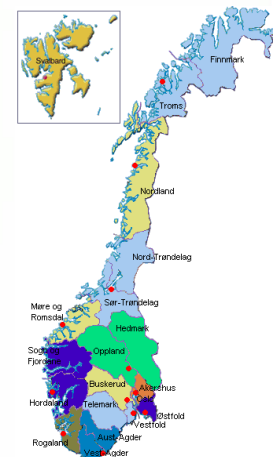 Svalbard
Finnmark
Troms
Nordland
Nord-Trøndelag
Sør-Trøndelag
Møre og
Romsdal
Hedmark
Sogn og
Fjordane
Oppland
Buskerud
Akershus
Oslo
Hordaland
Telemark
Østfold
Vestfold
Rogaland
Aust-Agder
Vest-Agder